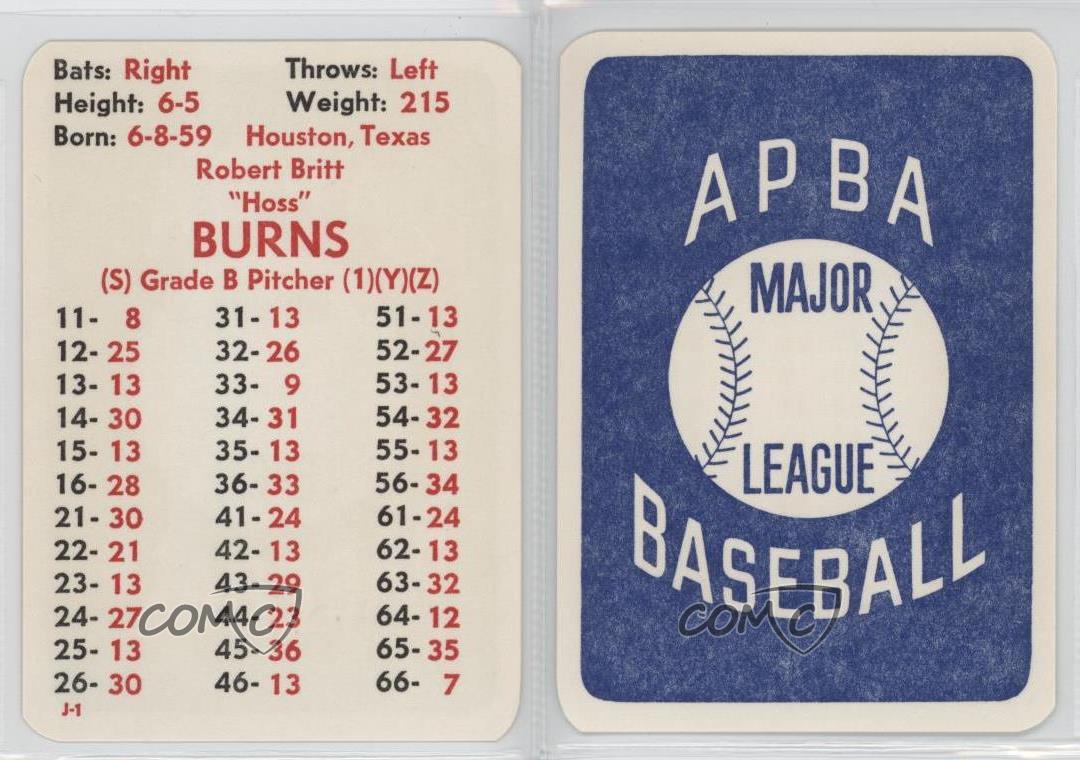 Bats: Right Throws: Left
Height: 6-5 Weight: 215
Born: 6-8-59 Houston, Texas
Robert Britt
"Hoss"
BURNS
(S) Grade B Pitcher (1)(Y)(Z)
11- 8 31- 13 51- 13
12- 25 32- 26 52- 27
13- 13 33- 9 53- 13
14- 30 34- 31 54- 32
15- 13 35- 13 55- 13
16- 28 36- 33 56- 34
21- 30 41- 24 61- 24
22- 21 42- 13 62- 13
23- 13 43- 29 63- 32
24- 27 44- 23 64- 12
25- 13 45- 36 65- 35
26- 30 46- 13 66- 7
J-1
COMC
APBA
MAJOR
LEAGUE
BASEBALL
COMC